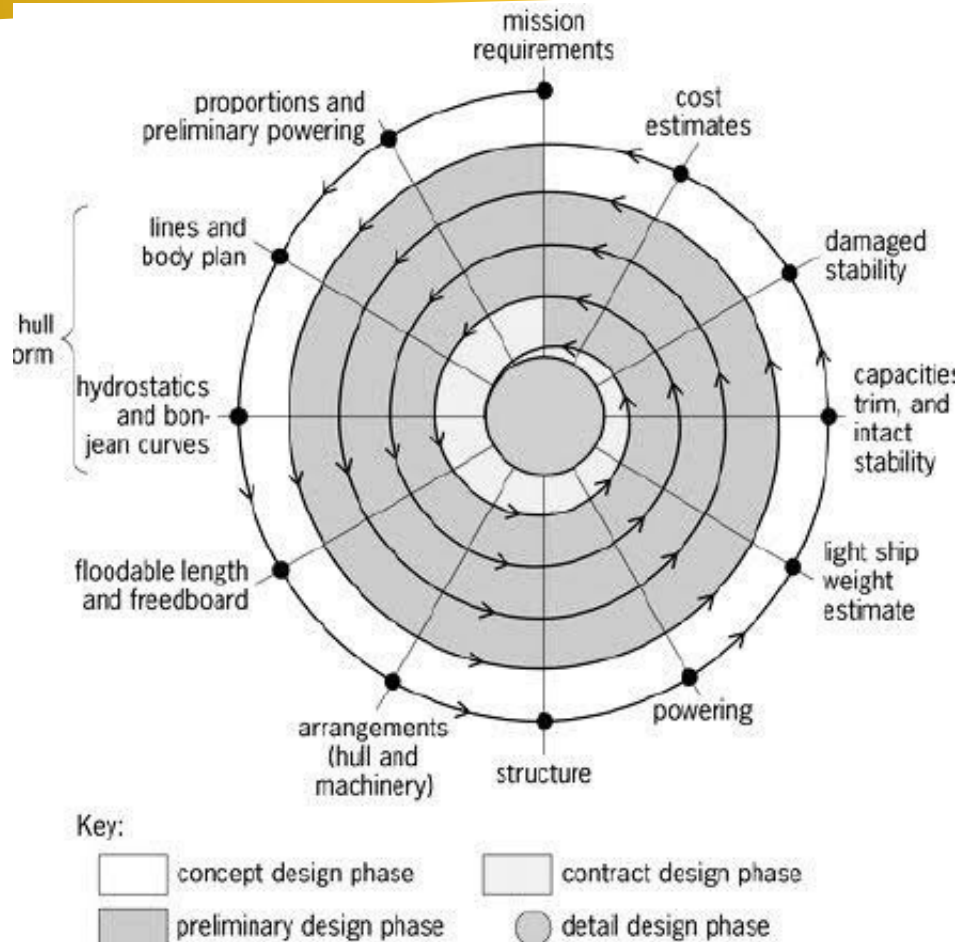 mission
requirements
cost
estimates
proportions and
preliminary powering
lines and
body plan
damaged
stability
hull
orm
hydrostatics
and bon-
jean curves
capacities
trim, and
intact
stability
floodable length
and freedboard
light ship
weight
estimate
arrangements
(hull and
machinery)
structure
powering
Key:
concept design phase
contract design phase
preliminary design phase
detail design phase